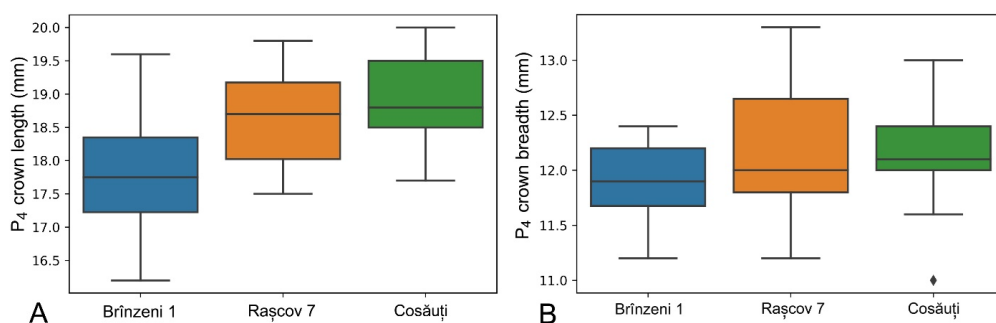 P4 crown length (mm)
20.0
19.5
19.0
18.5
18.0
17.5
17.0
16.5
Brînzeni 1 Rașcov 7 Cosăuți
A
P4 crown breadth (mm)
13.0
12.5
12.0
11.5
11.0
Brînzeni 1 Rașcov 7 Cosăuți
B